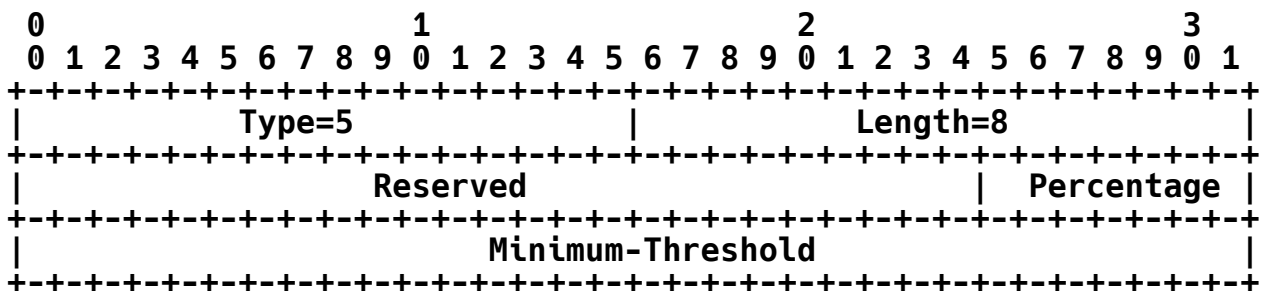 0                   1                   2                   3
 0 1 2 3 4 5 6 7 8 9 0 1 2 3 4 5 6 7 8 9 0 1 2 3 4 5 6 7 8 9 0 1
+-+-+-+-+-+-+-+-+-+-+-+-+-+-+-+-+-+-+-+-+-+-+-+-+-+-+-+-+-+-+-+-+
|           Type=5              |           Length=8            |
+-+-+-+-+-+-+-+-+-+-+-+-+-+-+-+-+-+-+-+-+-+-+-+-+-+-+-+-+-+-+-+-+
|                  Reserved                       |  Percentage |
+-+-+-+-+-+-+-+-+-+-+-+-+-+-+-+-+-+-+-+-+-+-+-+-+-+-+-+-+-+-+-+-+
|                        Minimum-Threshold                      |
+-+-+-+-+-+-+-+-+-+-+-+-+-+-+-+-+-+-+-+-+-+-+-+-+-+-+-+-+-+-+-+-+